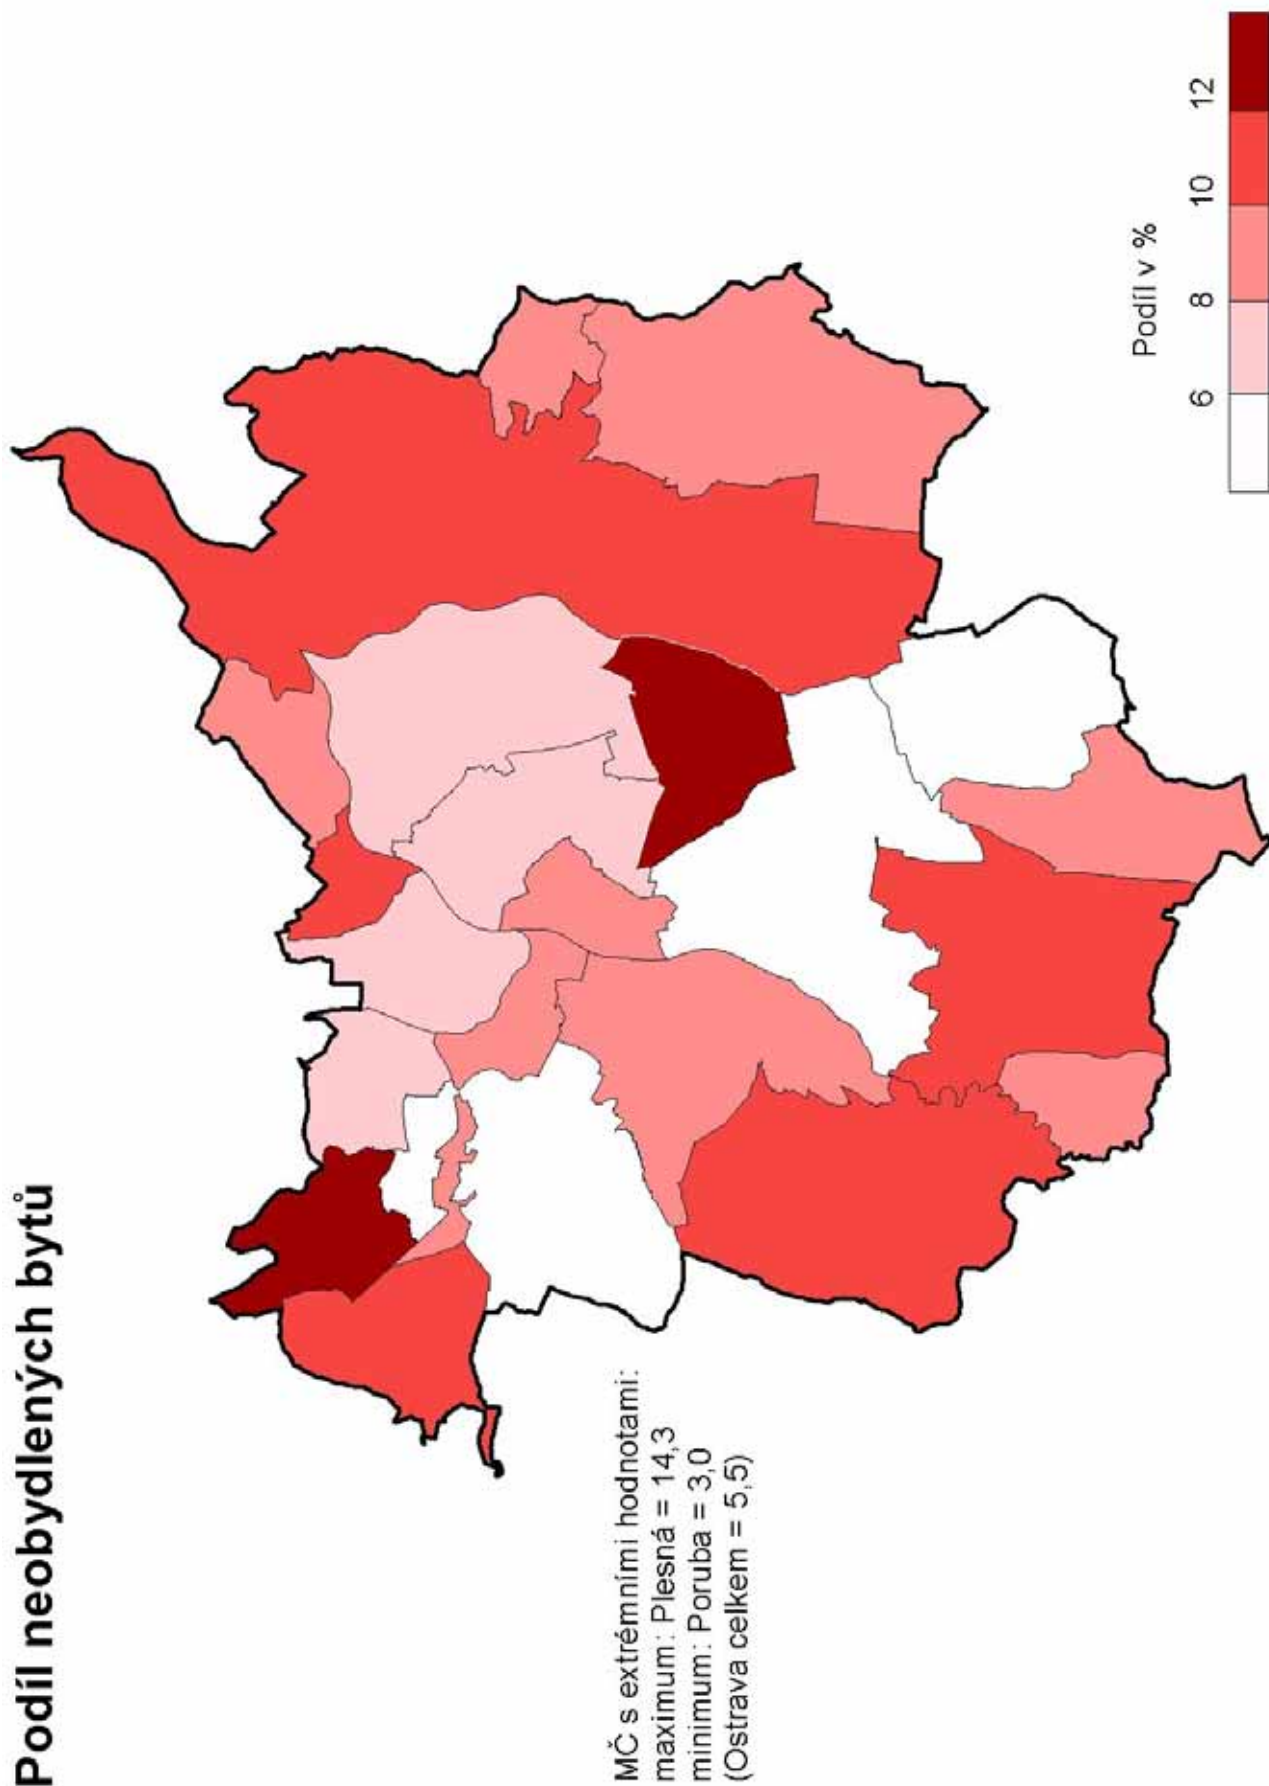 Podíl neobydlených bytů
MČ s extrémními hodnotami:
maximum: Plesná = 14,3
minimum: Poruba = 3,0
(Ostrava celkem = 5,5)
Podíl v %
6 8 10 12